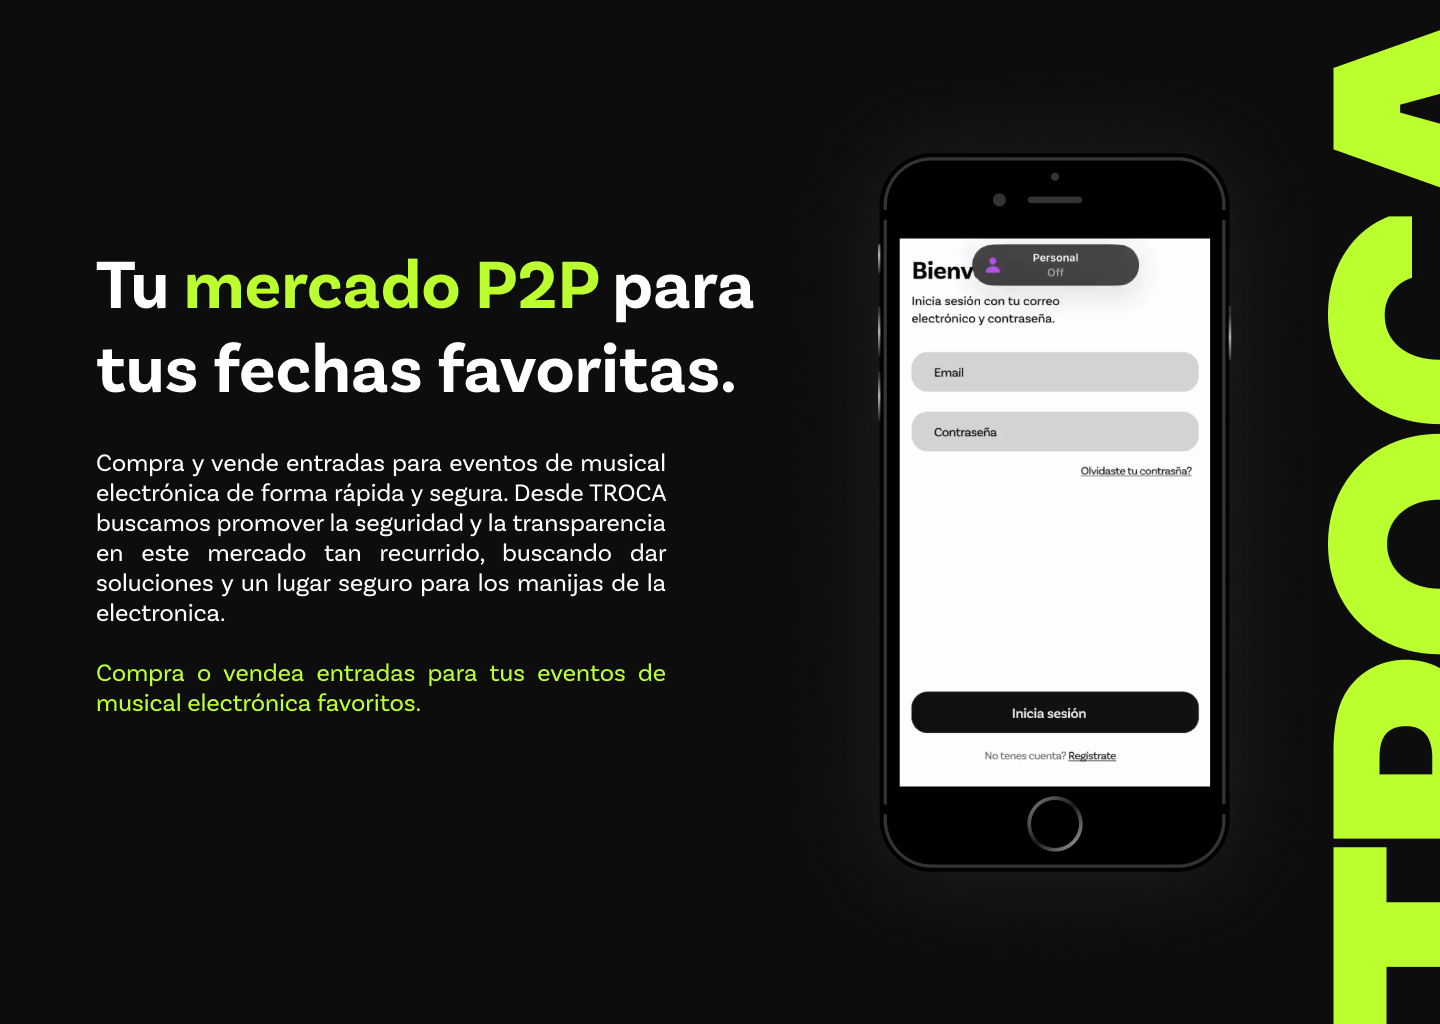 Tu mercado P2P para
tus fechas favoritas.
Compra y vende entradas para eventos de musical
electrónica de forma rápida y segura. Desde TROCA
buscamos promover la seguridad y la transparencia
en este mercado tan recurrido, buscando dar
soluciones y un lugar seguro para los manijas de la
electronica.
Compra o vendea entradas para tus eventos de
musical electrónica favoritos.
Personal
Off
Inicia sesión con tu correo
electrónico y contraseña.
Email
Contraseña
Olvidaste tu contrasña?
Inicia sesión
No tenes cuenta? Regístrate
TROCA